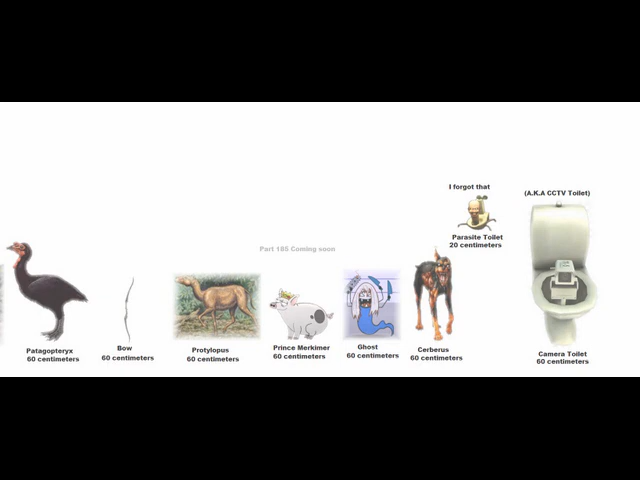 I forgot that
(A.K.A CCTV Toilet)
Parasite Toilet
20 centimeters
Part 185 Coming soon
Patagopteryx
60 centimeters
Bow
60 centimeters
Protylopus
60 centimeters
Prince Merkimer
60 centimeters
Ghost
60 centimeters
Cerberus
60 centimeters
Camera Toilet
60 centimeters